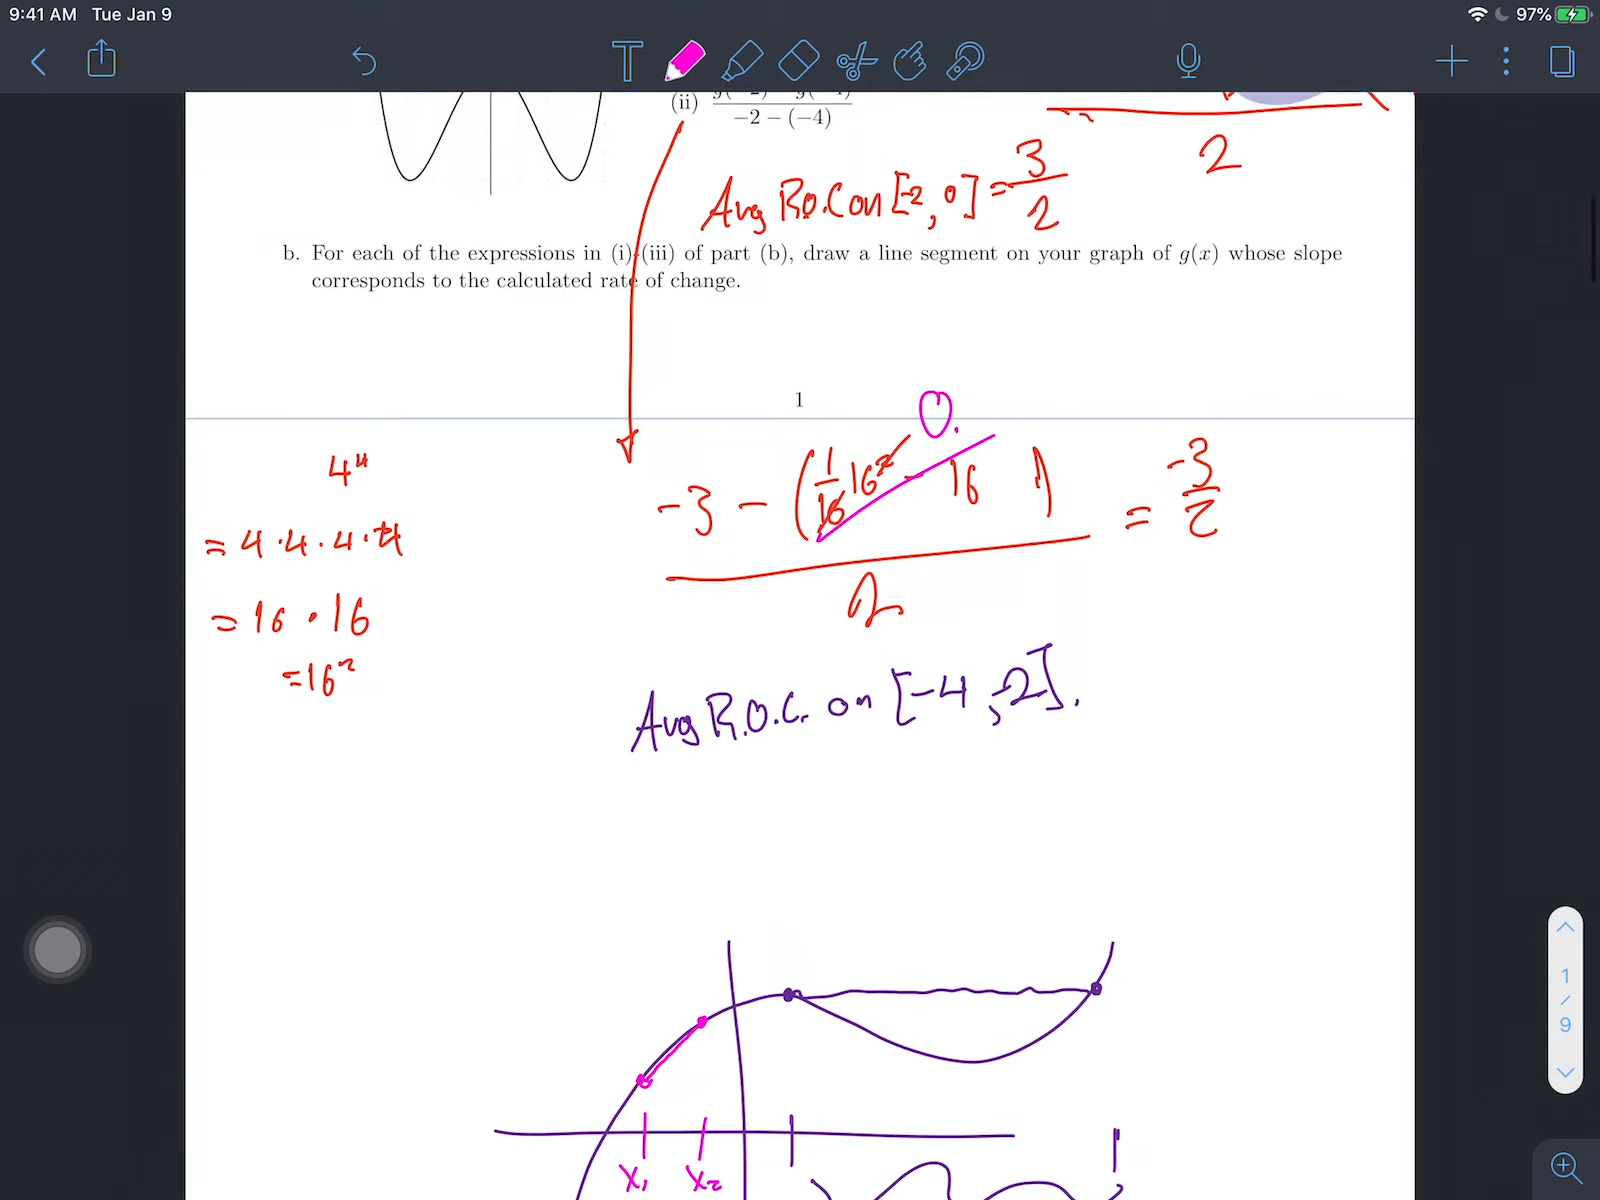 9:41 AM Tue Jan 9
97%
(ii) g(−2) − g(−4)
−2 − (−4)
2
Avg R.O.C on [-2, 0] = 3/2
b. For each of the expressions in (i)-(iii) of part (b), draw a line segment on your graph of g(x) whose slope
corresponds to the calculated rate of change.
1
0.
4⁴
= 4·4·4·4
= 16·16
= 16²
-3 - (1/16 16² - 16)
2
= -3/2
Avg R.O.C. on [-4, -2].
x₁ x₂
1
/
9